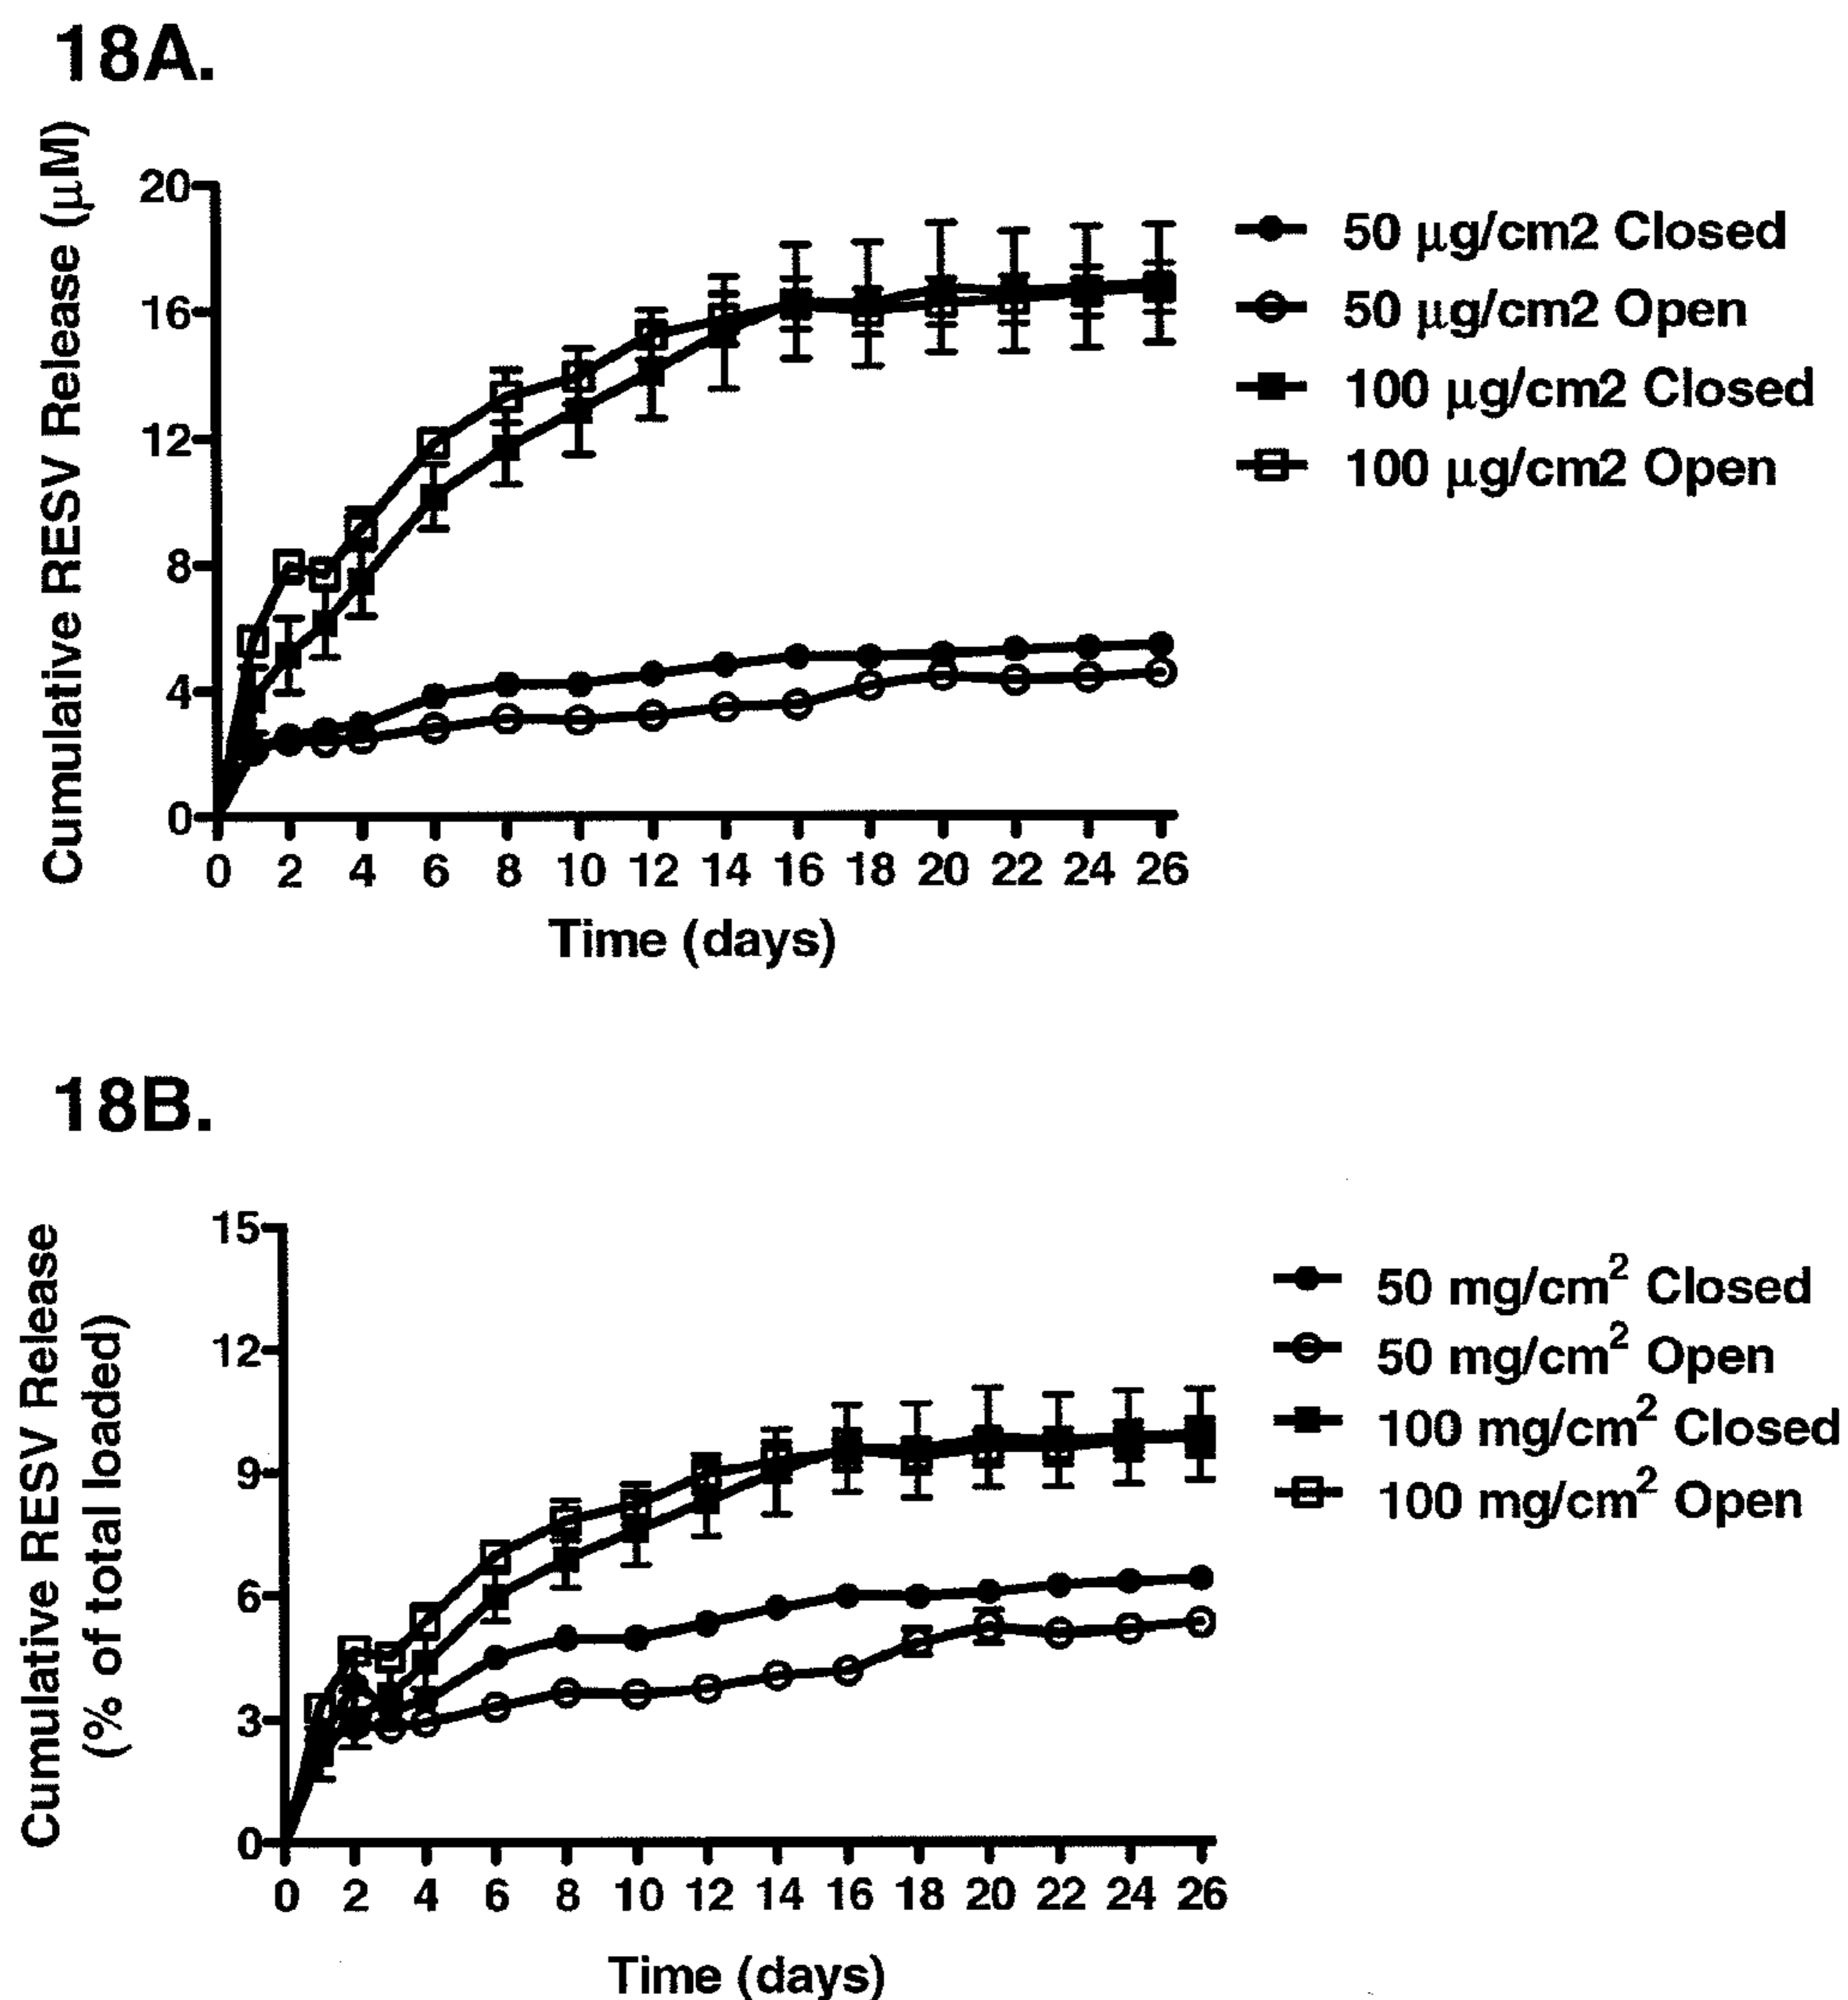 18A.
Cumulative RESV Release (μM)
20
16
12
8
4
0
0 2 4 6 8 10 12 14 16 18 20 22 24 26
Time (days)
50 μg/cm2 Closed
50 μg/cm2 Open
100 μg/cm2 Closed
100 μg/cm2 Open
18B.
Cumulative RESV Release
(% of total loaded)
15
12
9
6
3
0
0 2 4 6 8 10 12 14 16 18 20 22 24 26
Time (days)
50 mg/cm² Closed
50 mg/cm² Open
100 mg/cm² Closed
100 mg/cm² Open